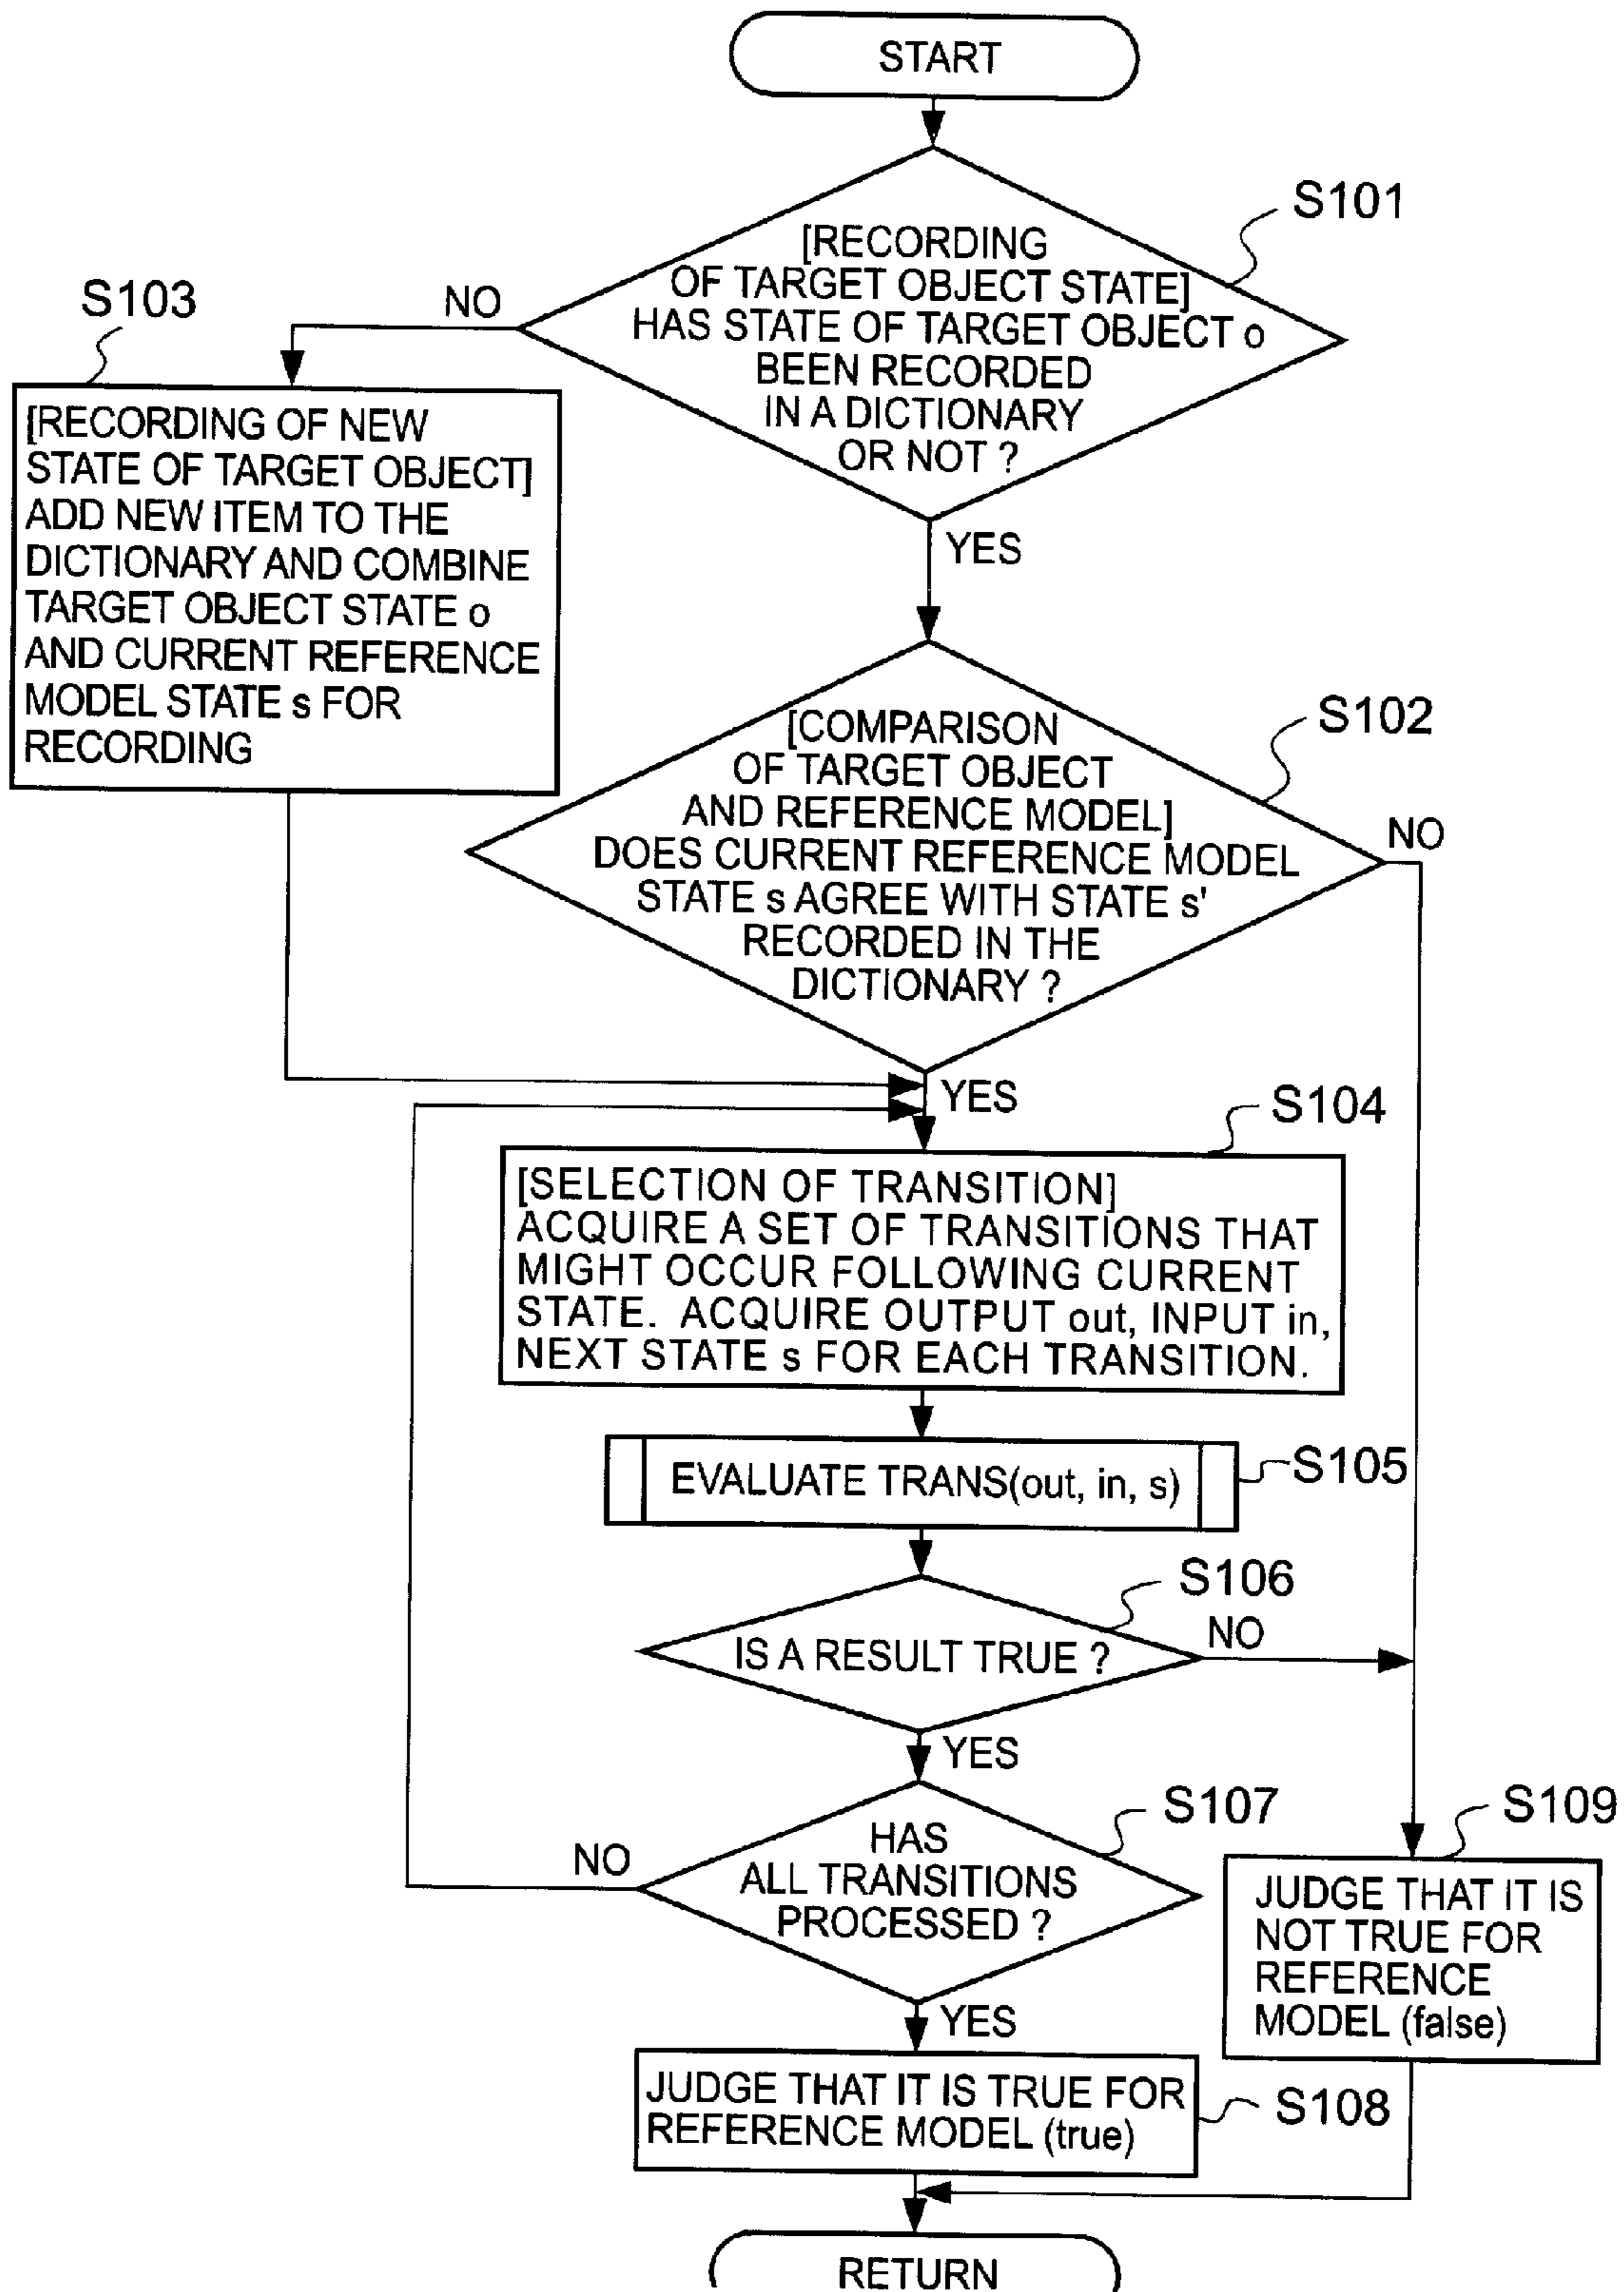 START
S101
[RECORDING
OF TARGET OBJECT STATE]
HAS STATE OF TARGET OBJECT o
BEEN RECORDED
IN A DICTIONARY
OR NOT ?
NO
S103
[RECORDING OF NEW
STATE OF TARGET OBJECT]
ADD NEW ITEM TO THE
DICTIONARY AND COMBINE
TARGET OBJECT STATE o
AND CURRENT REFERENCE
MODEL STATE s FOR
RECORDING
YES
S102
[COMPARISON
OF TARGET OBJECT
AND REFERENCE MODEL]
DOES CURRENT REFERENCE MODEL
STATE s AGREE WITH STATE s'
RECORDED IN THE
DICTIONARY ?
NO
YES
S104
[SELECTION OF TRANSITION]
ACQUIRE A SET OF TRANSITIONS THAT
MIGHT OCCUR FOLLOWING CURRENT
STATE. ACQUIRE OUTPUT out, INPUT in,
NEXT STATE s FOR EACH TRANSITION.
EVALUATE TRANS(out, in, s)
S105
S106
IS A RESULT TRUE ?
NO
YES
S107
HAS
ALL TRANSITIONS
PROCESSED ?
NO
S109
JUDGE THAT IT IS
NOT TRUE FOR
REFERENCE
MODEL (false)
YES
JUDGE THAT IT IS TRUE FOR
REFERENCE MODEL (true)
S108
RETURN